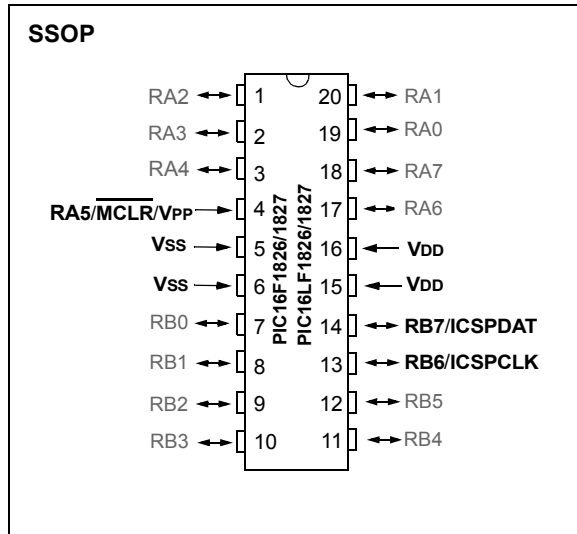 SSOP
RA2 1 20 RA1
RA3 2 19 RA0
RA4 3 18 RA7
RA5/MCLR/VPP 4 17 RA6
VSS 5 16 VDD
VSS 6 15 VDD
RB0 7 14 RB7/ICSPDAT
RB1 8 13 RB6/ICSPCLK
RB2 9 12 RB5
RB3 10 11 RB4
PIC16F1826/1827
PIC16LF1826/1827